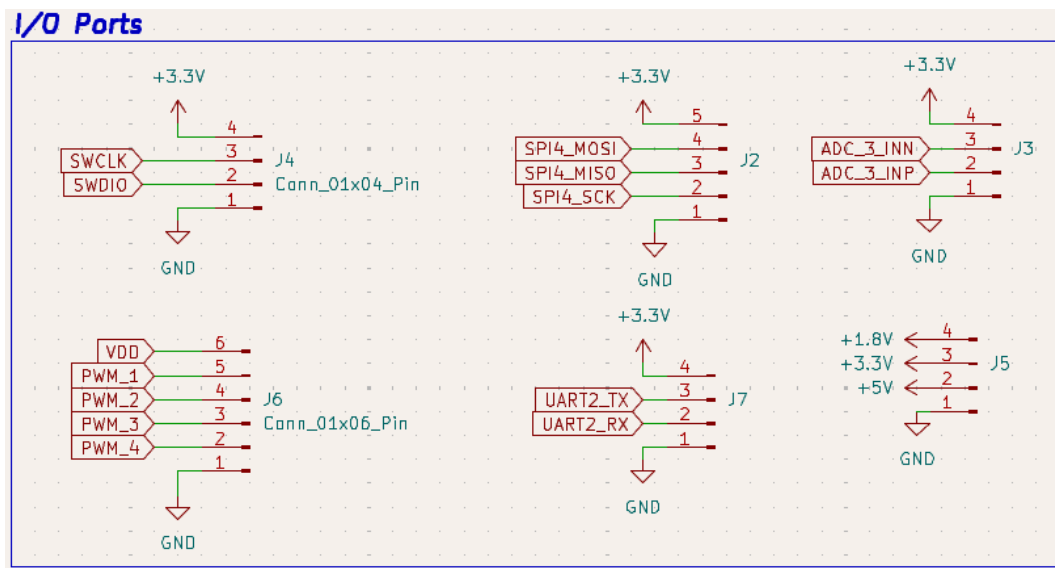 I/O Ports
+3.3V
4
SWCLK 3 J4
SWDIO 2 Conn_01x04_Pin
1
GND
+3.3V
5
SPI4_MOSI 4 J2
SPI4_MISO 3
SPI4_SCK 2
1
GND
+3.3V
4
ADC_3_INN 3 J3
ADC_3_INP 2
1
GND
VDD 6
PWM_1 5
PWM_2 4 J6
PWM_3 3 Conn_01x06_Pin
PWM_4 2
1
GND
+3.3V
4
UART2_TX 3 J7
UART2_RX 2
1
GND
+1.8V 4
+3.3V 3 J5
+5V 2
1
GND